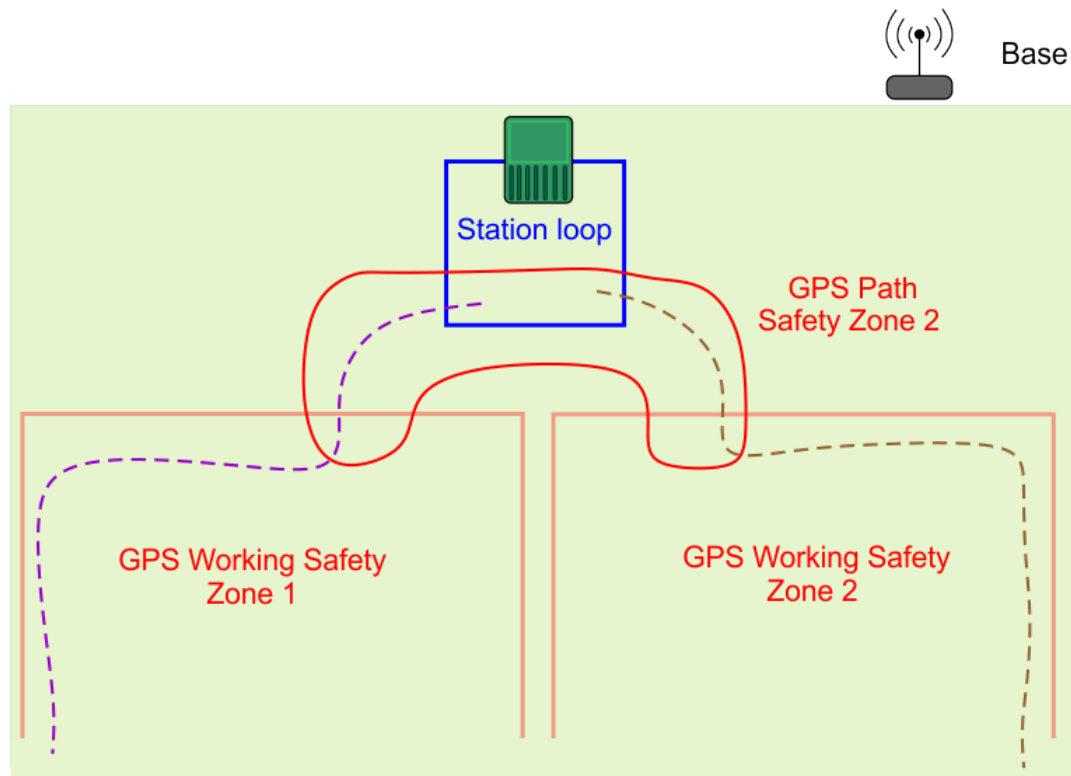 Base
Station loop
GPS Path
Safety Zone 2
GPS Working Safety
Zone 1
GPS Working Safety
Zone 2